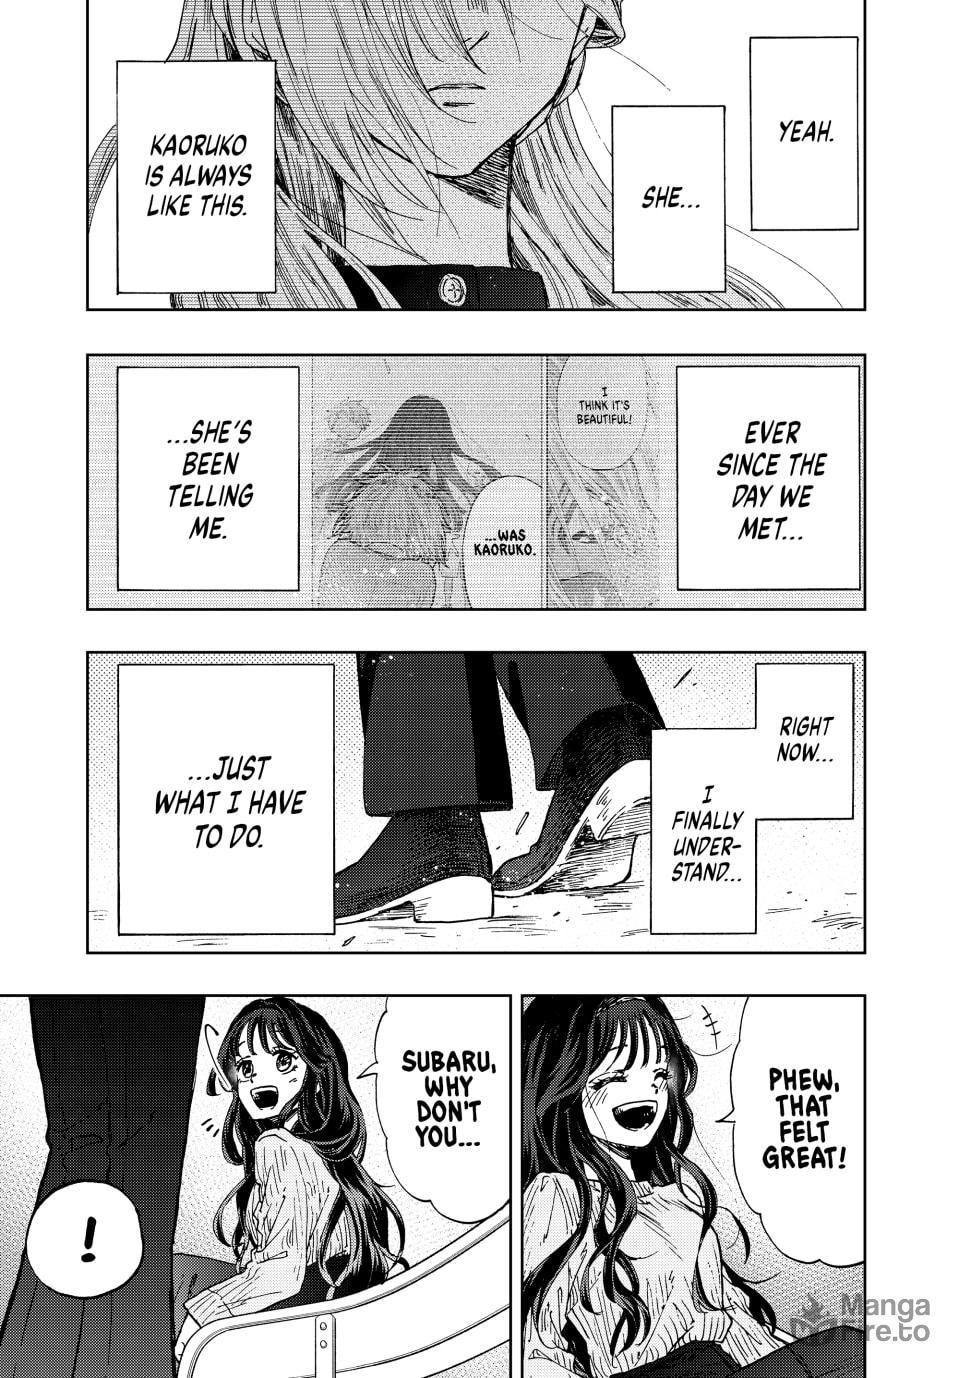 YEAH.
SHE...
KAORUKO
IS ALWAYS
LIKE THIS.
EVER
SINCE THE
DAY WE
MET...
I
THINK IT'S
BEAUTIFUL!
...WAS
KAORUKO.
...SHE'S
BEEN
TELLING
ME.
RIGHT
NOW...
I
FINALLY
UNDER-
STAND...
...JUST
WHAT I HAVE
TO DO.
PHEW,
THAT
FELT
GREAT!
SUBARU,
WHY
DON'T
YOU...
!
Manga
Fire.to